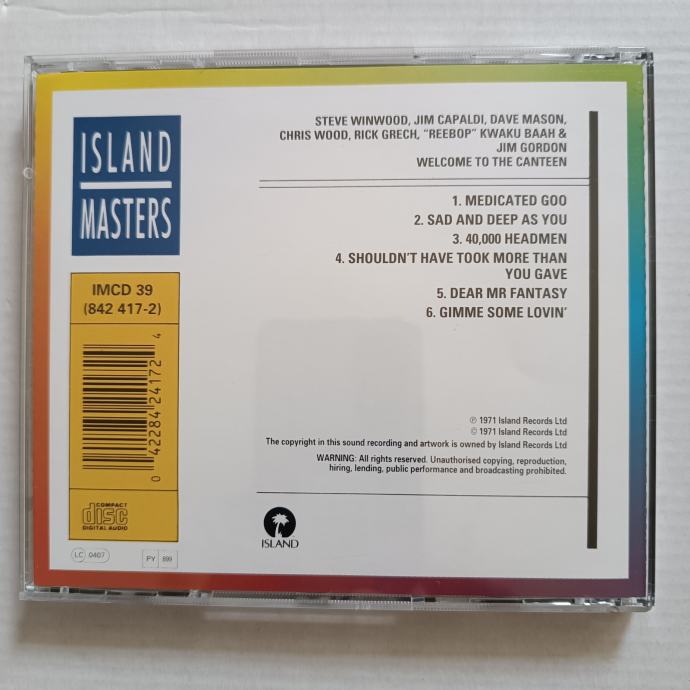 ISLAND
MASTERS
IMCD 39
(842 417-2)
0 42284 24172 4
COMPACT
disc
DIGITAL AUDIO
LC 0407
PY 899
STEVE WINWOOD, JIM CAPALDI, DAVE MASON,
CHRIS WOOD, RICK GRECH, "REEBOP" KWAKU BAAH &
JIM GORDON
WELCOME TO THE CANTEEN
1. MEDICATED GOO
2. SAD AND DEEP AS YOU
3. 40,000 HEADMEN
4. SHOULDN'T HAVE TOOK MORE THAN
YOU GAVE
5. DEAR MR FANTASY
6. GIMME SOME LOVIN'
℗ 1971 Island Records Ltd
© 1971 Island Records Ltd
The copyright in this sound recording and artwork is owned by Island Records Ltd
WARNING: All rights reserved. Unauthorised copying, reproduction,
hiring, lending, public performance and broadcasting prohibited.
ISLAND